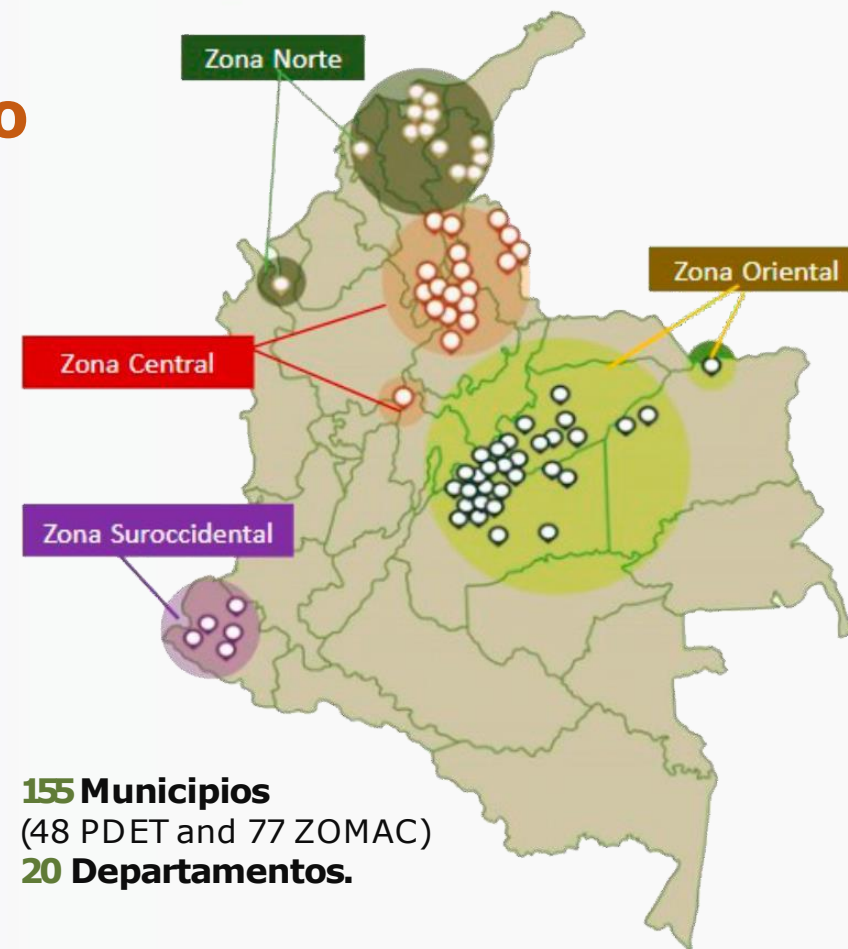 Zona Norte
o
Zona Oriental
Zona Central
Zona Suroccidental
155 Municipios
(48 PDET and 77 ZOMAC)
20 Departamentos.